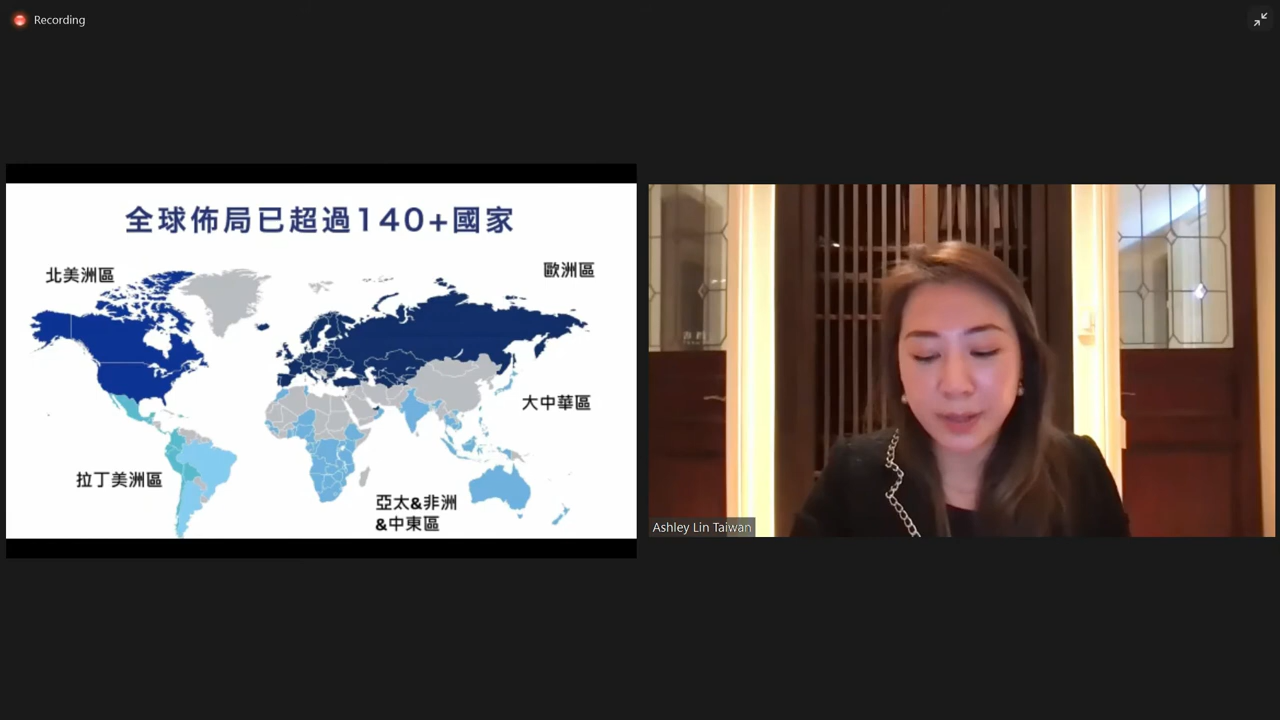 Recording
全球佈局已超過140+國家
北美洲區
歐洲區
大中華區
拉丁美洲區
亞太&非洲
&中東區
Ashley Lin Taiwan